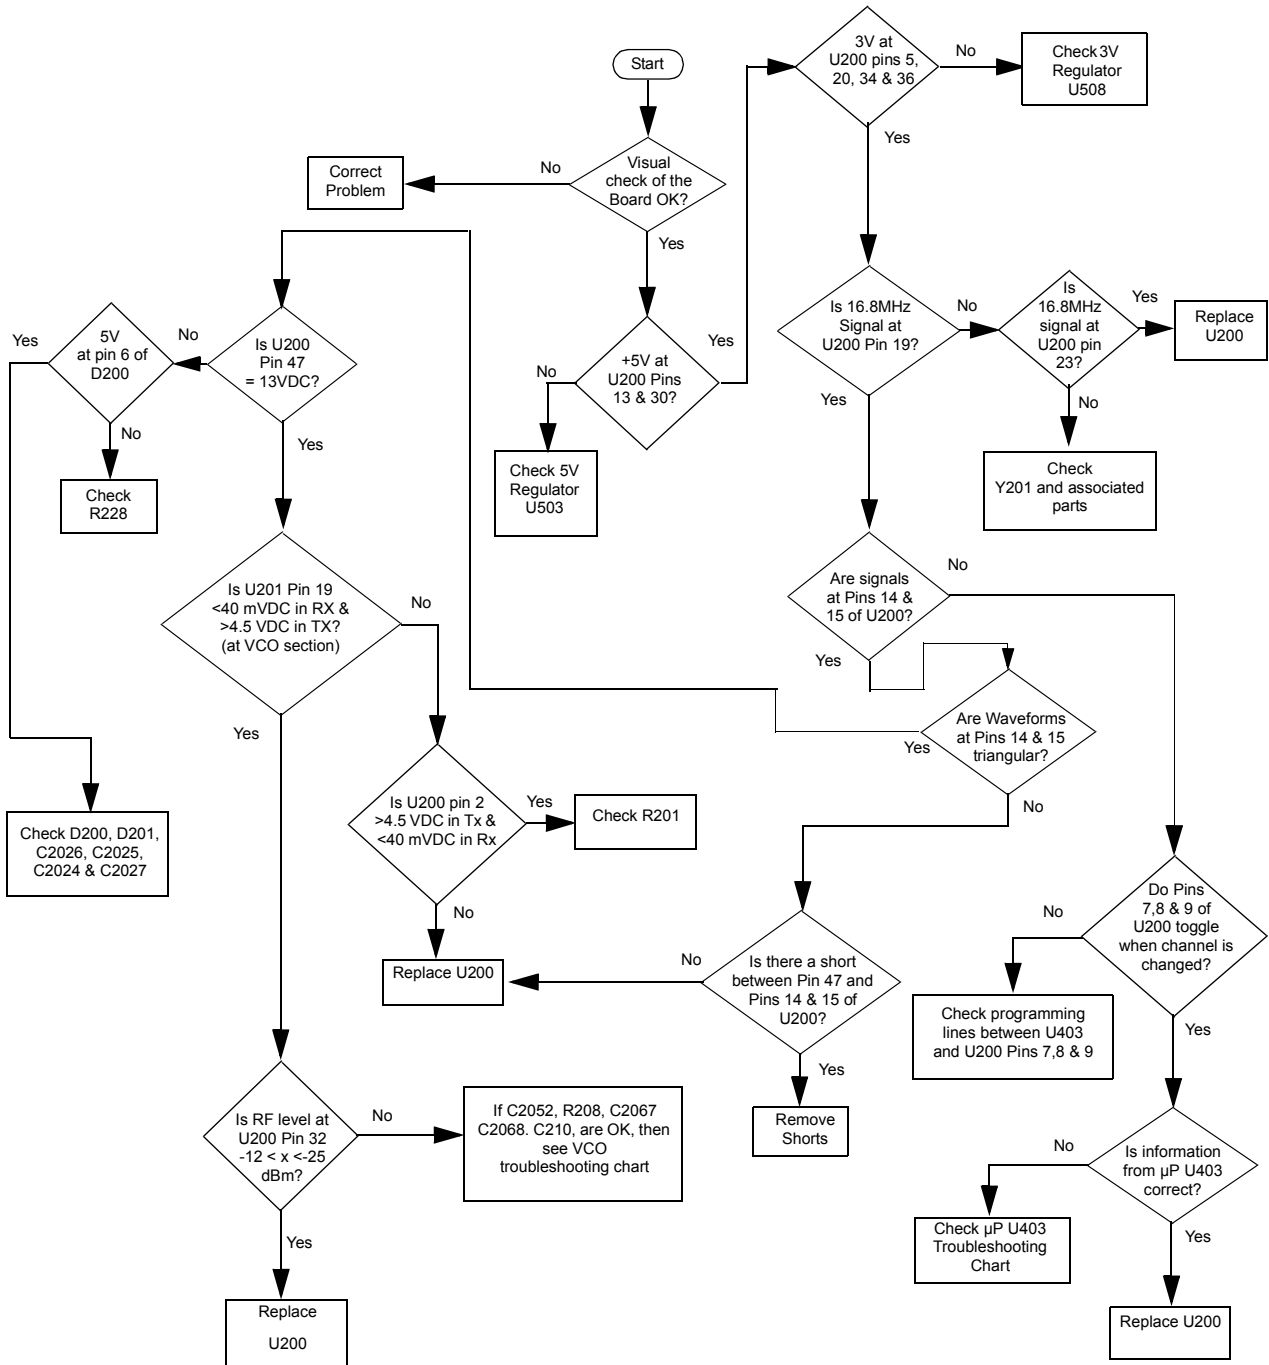 Start
Visual
check of the
Board OK?
No
Correct
Problem
Yes
+5V at
U200 Pins
13 & 30?
No
Check 5V
Regulator
U503
Yes
3V at
U200 pins 5,
20, 34 & 36
No
Check 3V
Regulator
U508
Yes
Is 16.8MHz
Signal at
U200 Pin 19?
No
Is
16.8MHz
signal at
U200 pin
23?
Yes
Replace
U200
No
Check
Y201 and associated
parts
Yes
Are signals
at Pins 14 &
15 of U200?
No
Yes
Are Waveforms
at Pins 14 & 15
triangular?
Yes
No
Is there a short
between Pin 47 and
Pins 14 & 15 of
U200?
No
Replace U200
Yes
Remove
Shorts
Do Pins
7,8 & 9 of
U200 toggle
when channel is
changed?
No
Check programming
lines between U403
and U200 Pins 7,8 & 9
Yes
Is information
from µP U403
correct?
No
Check µP U403
Troubleshooting
Chart
Yes
Replace U200
Is U200
Pin 47
= 13VDC?
No
5V
at pin 6 of
D200
Yes
No
Check
R228
Check D200, D201,
C2026, C2025,
C2024 & C2027
Yes
Is U201 Pin 19
<40 mVDC in RX &
>4.5 VDC in TX?
(at VCO section)
No
Is U200 pin 2
>4.5 VDC in Tx &
<40 mVDC in Rx
Yes
Check R201
No
Yes
Is RF level at
U200 Pin 32
-12 < x <-25
dBm?
No
If C2052, R208, C2067
C2068. C210, are OK, then
see VCO
troubleshooting chart
Yes
Replace
U200